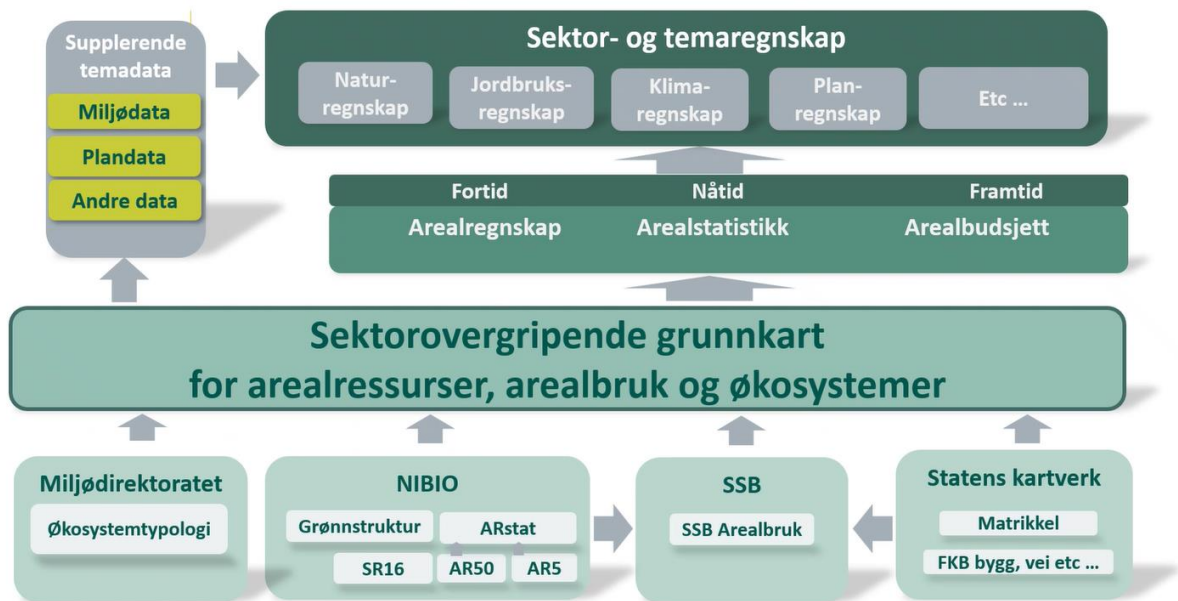 Supplerende
temadata
Miljødata
Plandata
Andre data
Sektor- og temaregnskap
Natur-
regnskap
Jordbruks-
regnskap
Klima-
regnskap
Plan-
regnskap
Etc ...
Fortid
Nåtid
Framtid
Arealregnskap
Arealstatistikk
Arealbudsjett
Sektorovergripende grunnkart
for arealressurser, arealbruk og økosystemer
Miljødirektoratet
Økosystemtypologi
NIBIO
Grønnstruktur
ARstat
SR16
AR50
AR5
SSB
SSB Arealbruk
Statens kartverk
Matrikkel
FKB bygg, vei etc ...